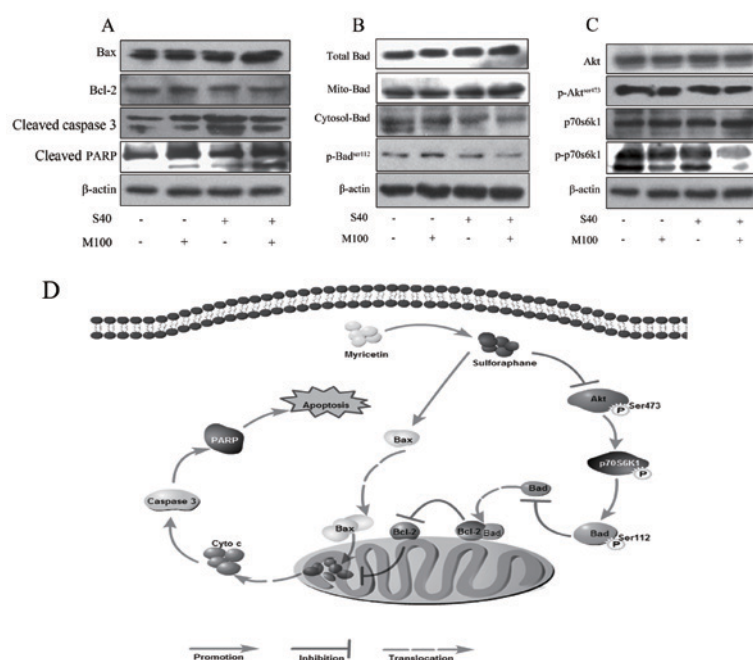 A
Bax
Bcl-2
Cleaved caspase 3
Cleaved PARP
β-actin
S40 - - + +
M100 - + - +
B
Total Bad
Mito-Bad
Cytosol-Bad
p-Badser112
β-actin
- - + +
- + - +
C
Akt
p-Aktser473
p70s6k1
p-p70s6k1
β-actin
S40 - - + +
M100 - + - +
D
Myricetin
Sulforaphane
Akt
Ser473
P
Apoptosis
PARP
Bax
p70S6K1
P
Caspase 3
Bad
Bax
Bcl-2
Bcl-2
Bad
Bad
Ser112
P
Cyto c
Promotion
Inhibition
Translocation